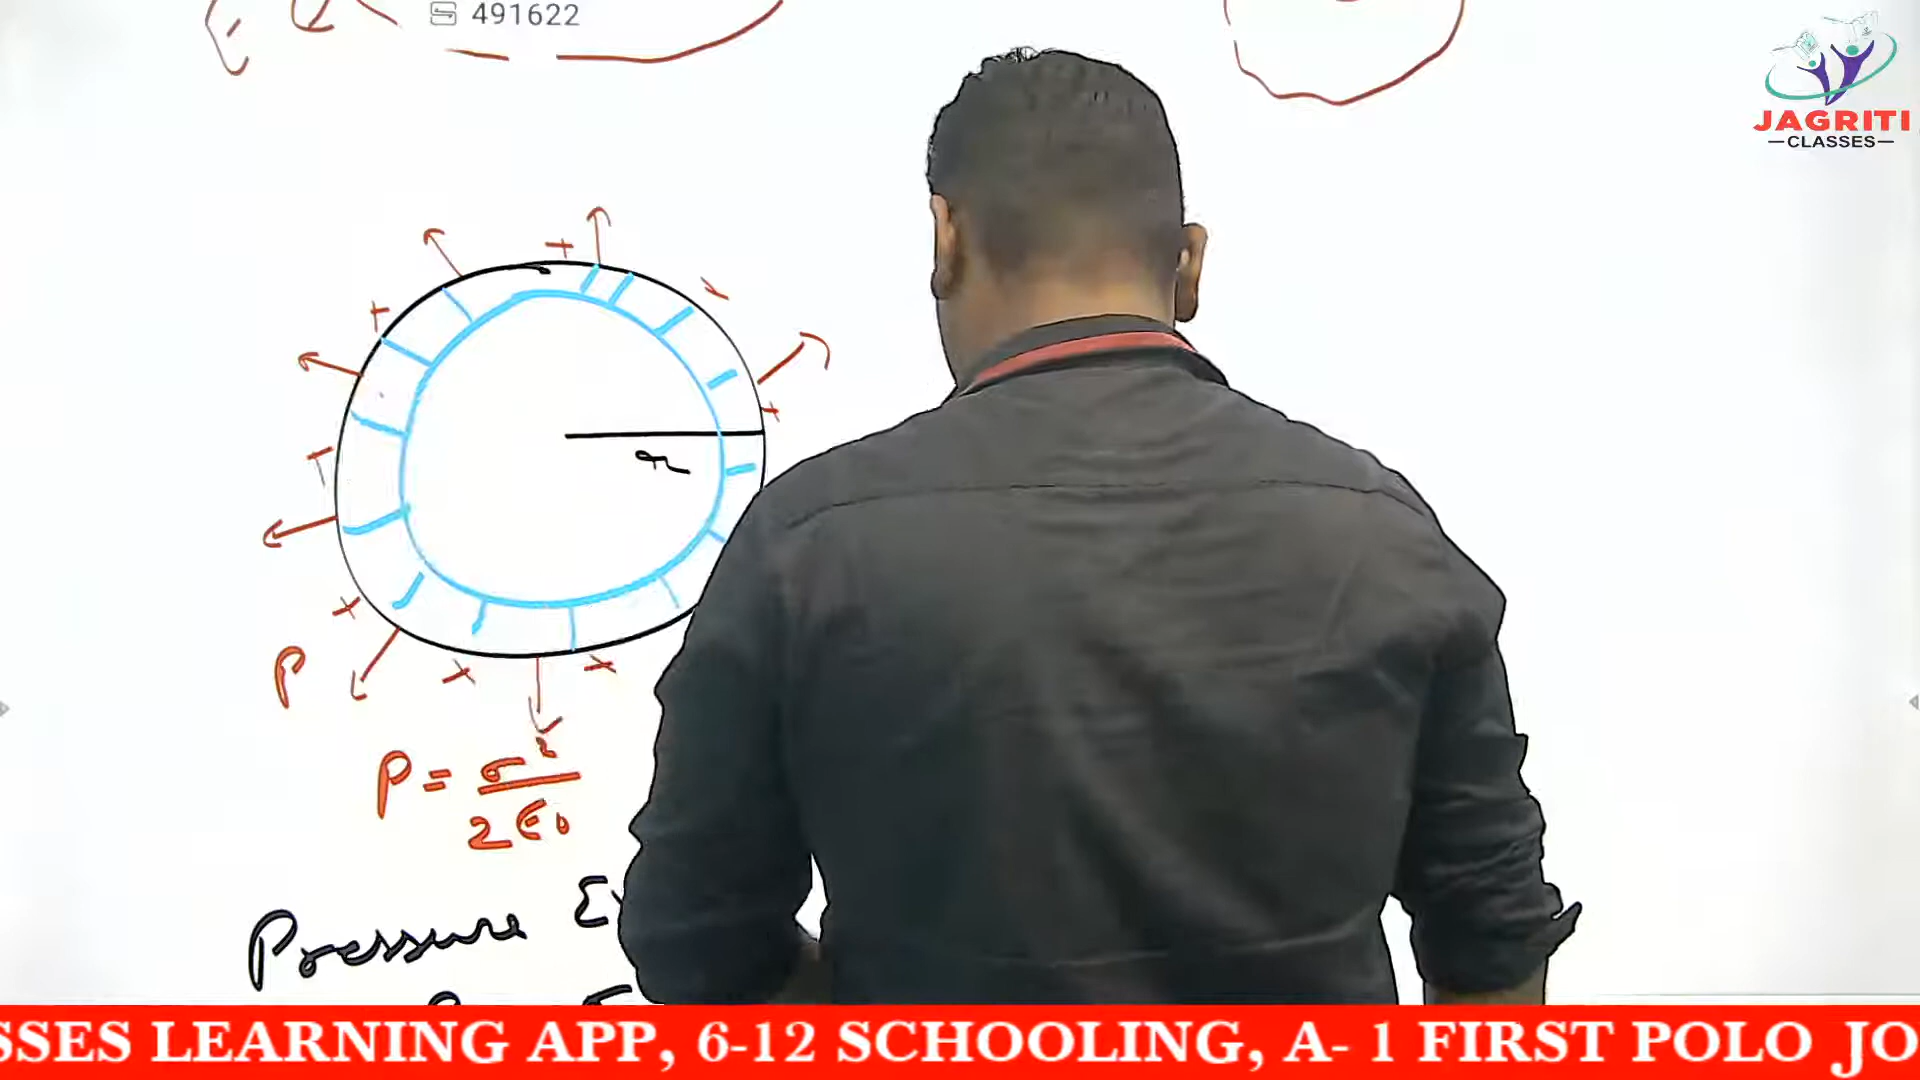 491622
JAGRITI
CLASSES
+
+
r
P
P = σ²
2ε₀
Pressure
SSES LEARNING APP, 6-12 SCHOOLING, A- 1 FIRST POLO JO